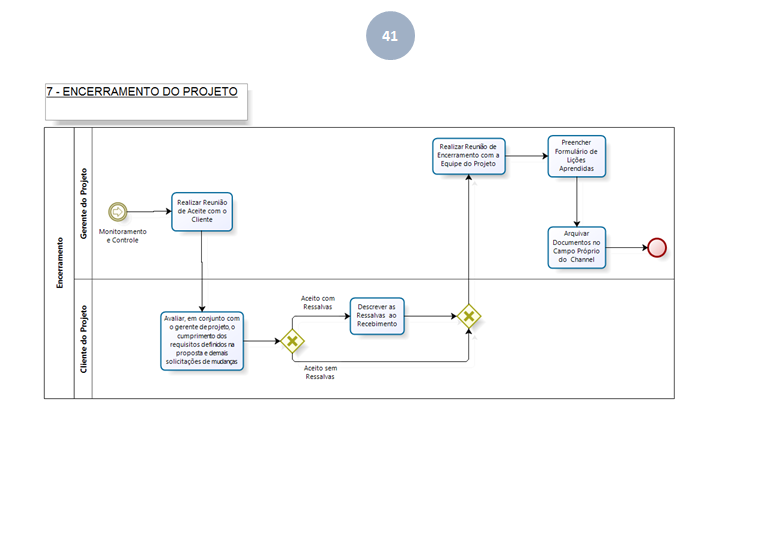 41
7 - ENCERRAMENTO DO PROJETO
Encerramento
Gerente do Projeto
Monitoramento
e Controle
Realizar Reunião
de Aceite com o
Cliente
Realizar Reunião de
Encerramento com a
Equipe do Projeto
Preencher
Formulário de
Lições
Aprendidas
Arquivar
Documentos no
Campo Próprio
do Channel
Cliente do Projeto
Avaliar, em conjunto com
o gerente de projeto, o
cumprimento dos
requisitos definidos na
proposta e demais
solicitações de mudanças
Aceito com
Ressalvas
Descrever as
Ressalvas ao
Recebimento
Aceito sem
Ressalvas